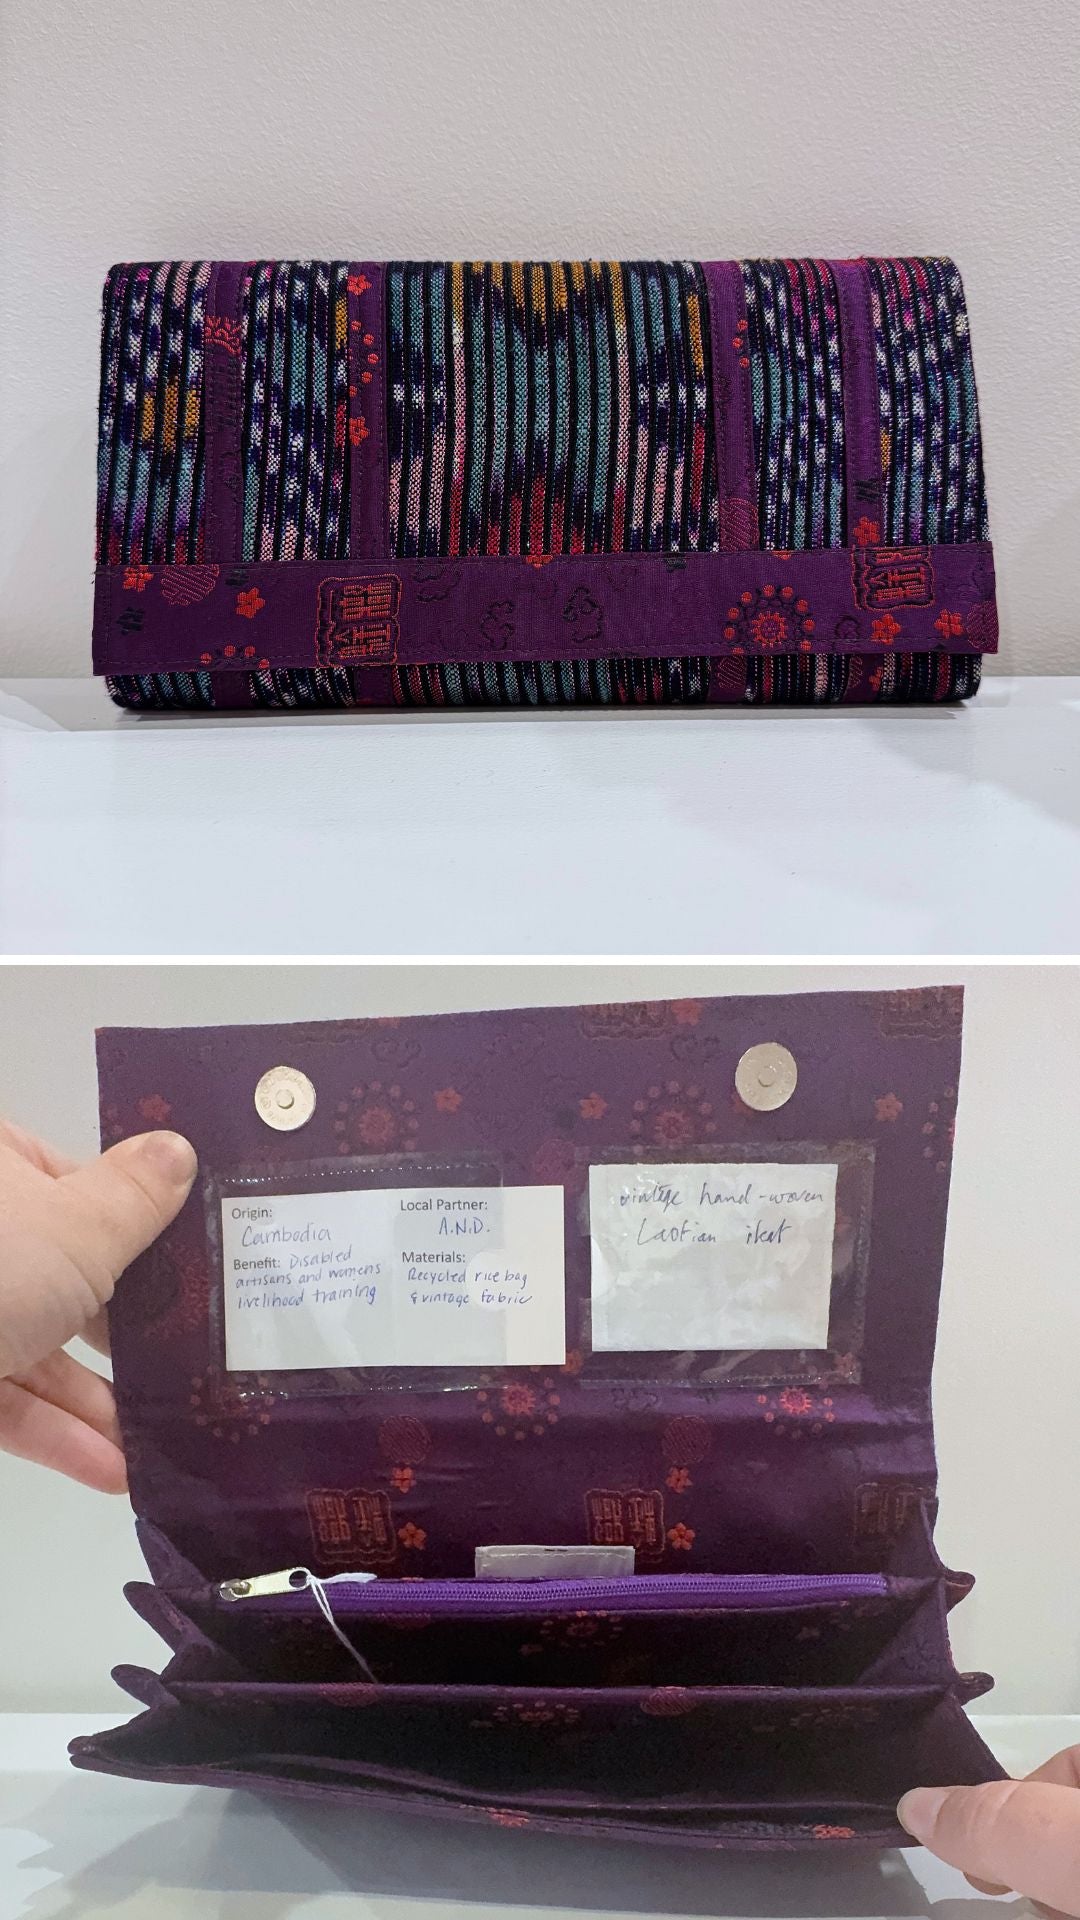 Origin:
Cambodia
Benefit: Disabled
artisans and womens
livelihood training
Local Partner:
A.N.D.
Materials:
Recycled rice bag
& vintage fabric
vintage hand-woven
Laotian ikat